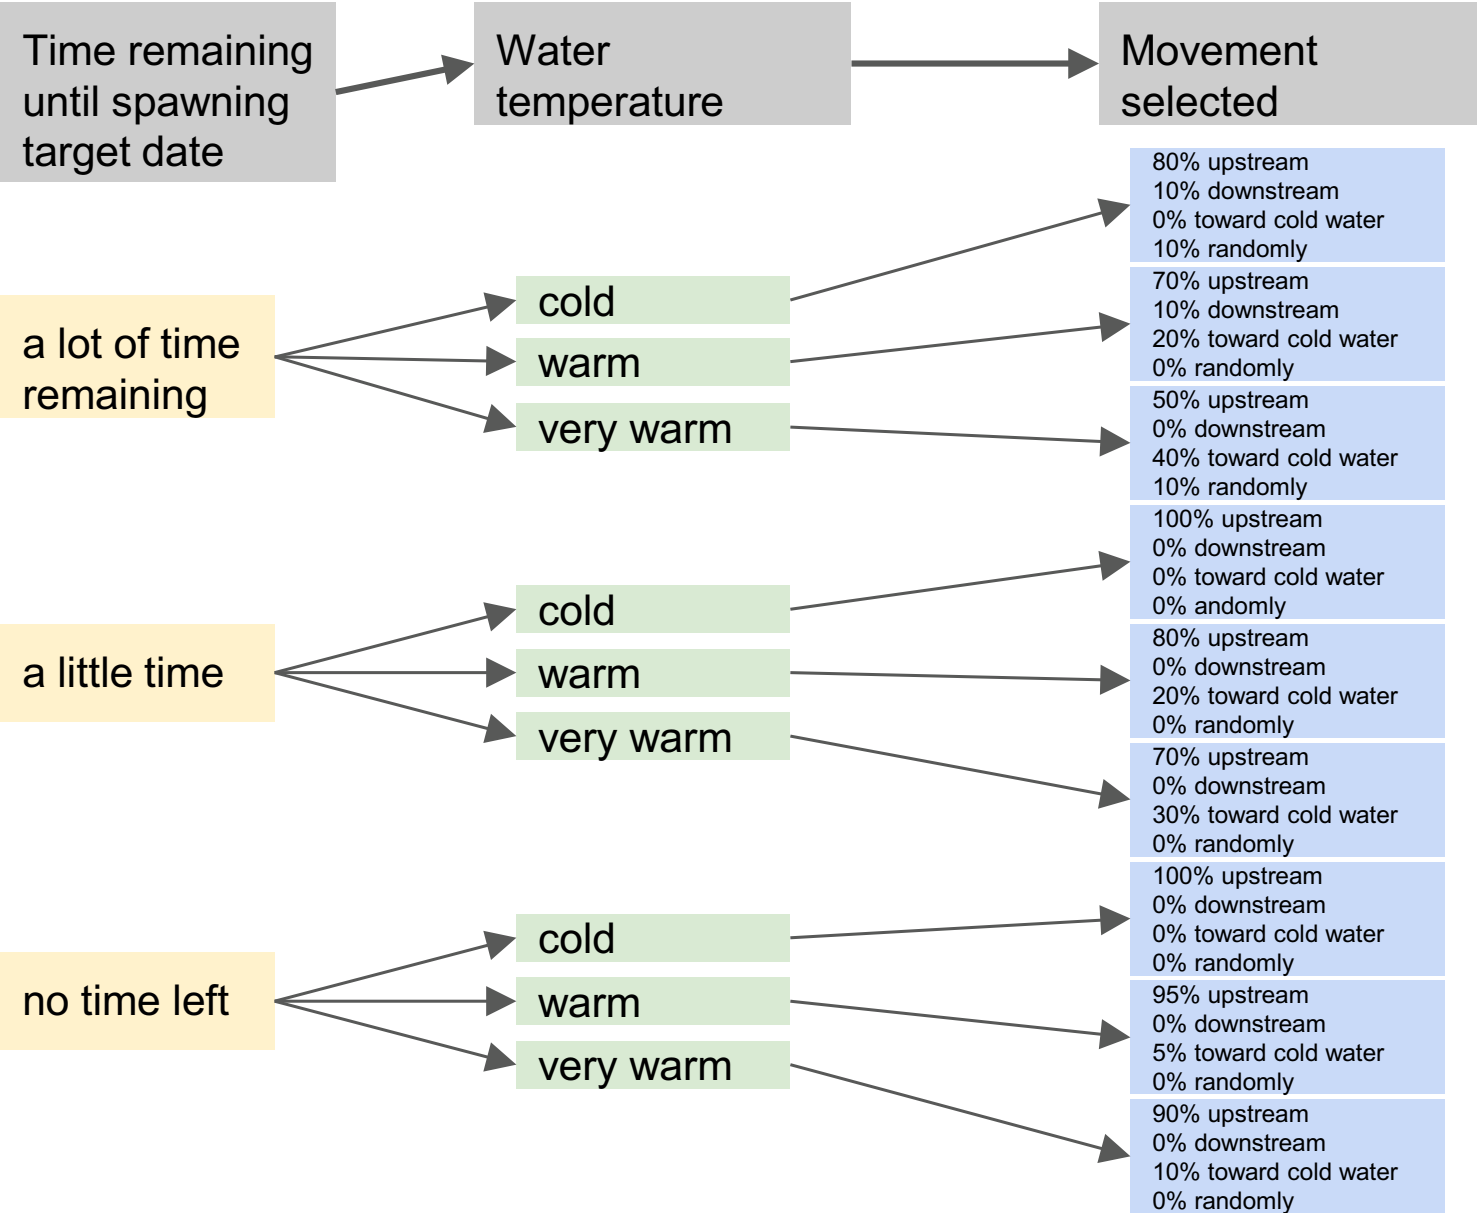 Time remaining
until spawning
target date
Water
temperature
Movement
selected
a lot of time
remaining
cold
warm
very warm
80% upstream
10% downstream
0% toward cold water
10% randomly
70% upstream
10% downstream
20% toward cold water
0% randomly
50% upstream
0% downstream
40% toward cold water
10% randomly
a little time
cold
warm
very warm
100% upstream
0% downstream
0% toward cold water
0% andomly
80% upstream
0% downstream
20% toward cold water
0% randomly
70% upstream
0% downstream
30% toward cold water
0% randomly
no time left
cold
warm
very warm
100% upstream
0% downstream
0% toward cold water
0% randomly
95% upstream
0% downstream
5% toward cold water
0% randomly
90% upstream
0% downstream
10% toward cold water
0% randomly